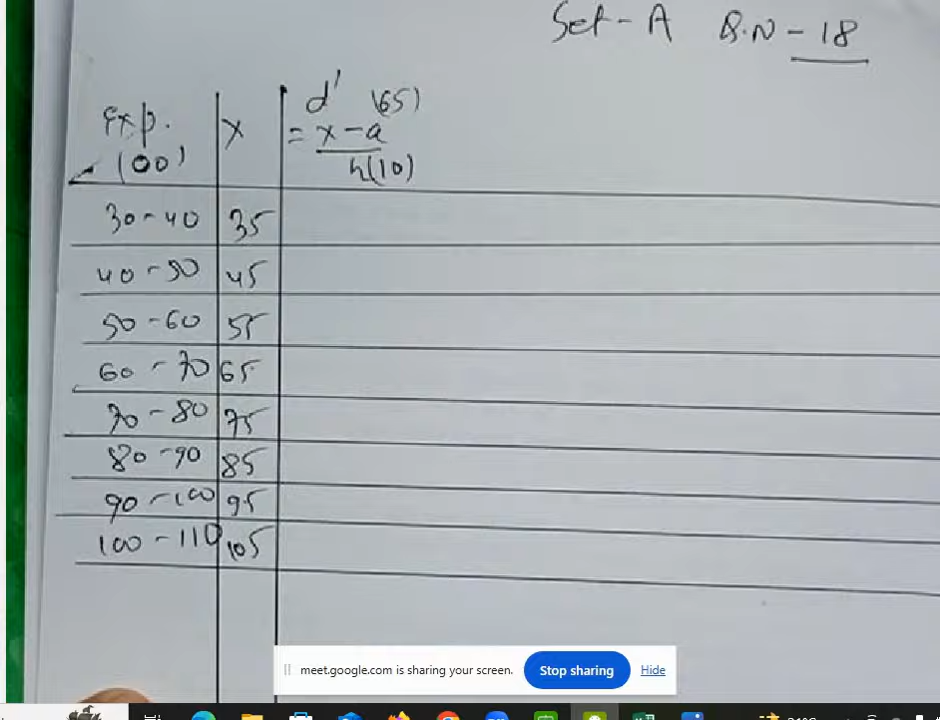 Set - A Q.N - 18
d' (65)
Exp. x = x - a
(00) h(10)
30 - 40 35
40 - 50 45
50 - 60 55
60 - 70 65
70 - 80 75
80 - 90 85
90 - 100 95
100 - 110 105
meet.google.com is sharing your screen. Stop sharing Hide